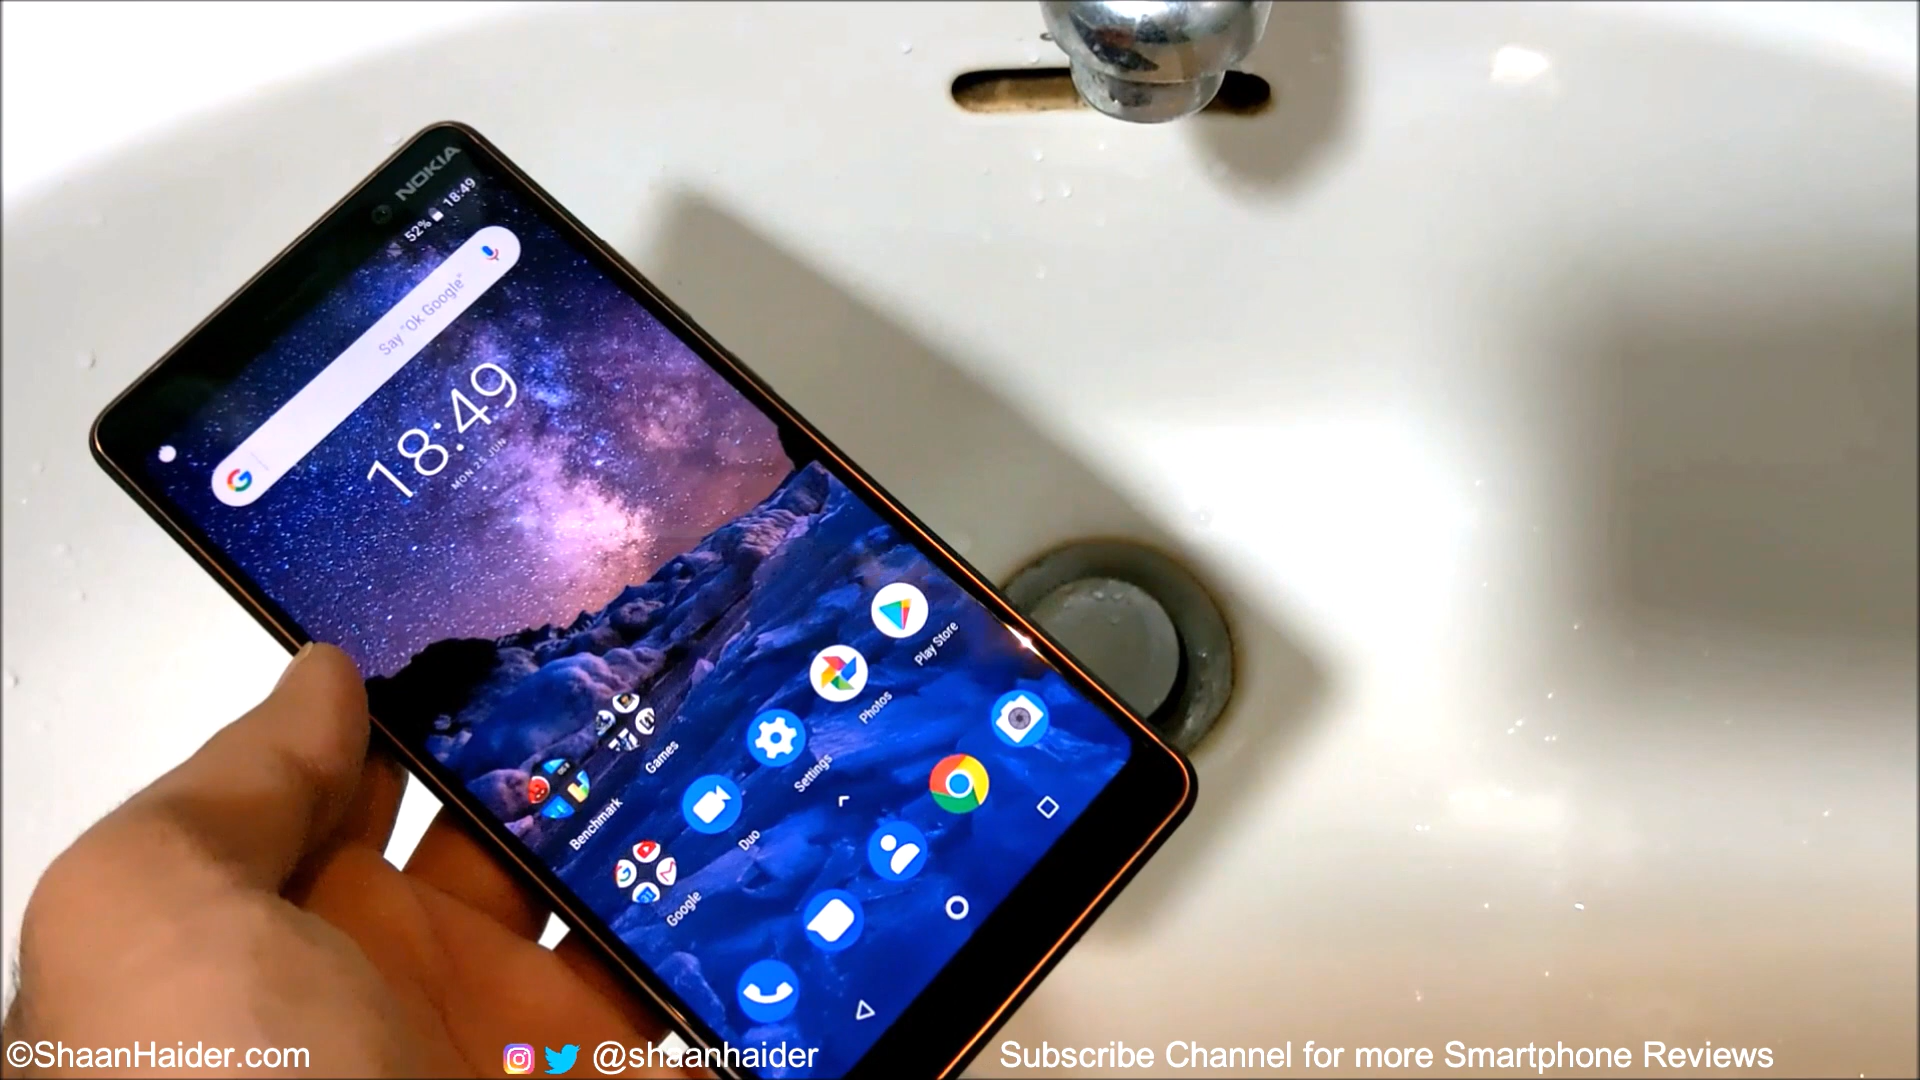 NOKIA
52% 18:49
Say "Ok Google"
18:49
MON 25 JUN
Play Store
Photos
Settings
Duo
Google
Games
Benchmark
©ShaanHaider.com
@shaanhaider
Subscribe Channel for more Smartphone Reviews